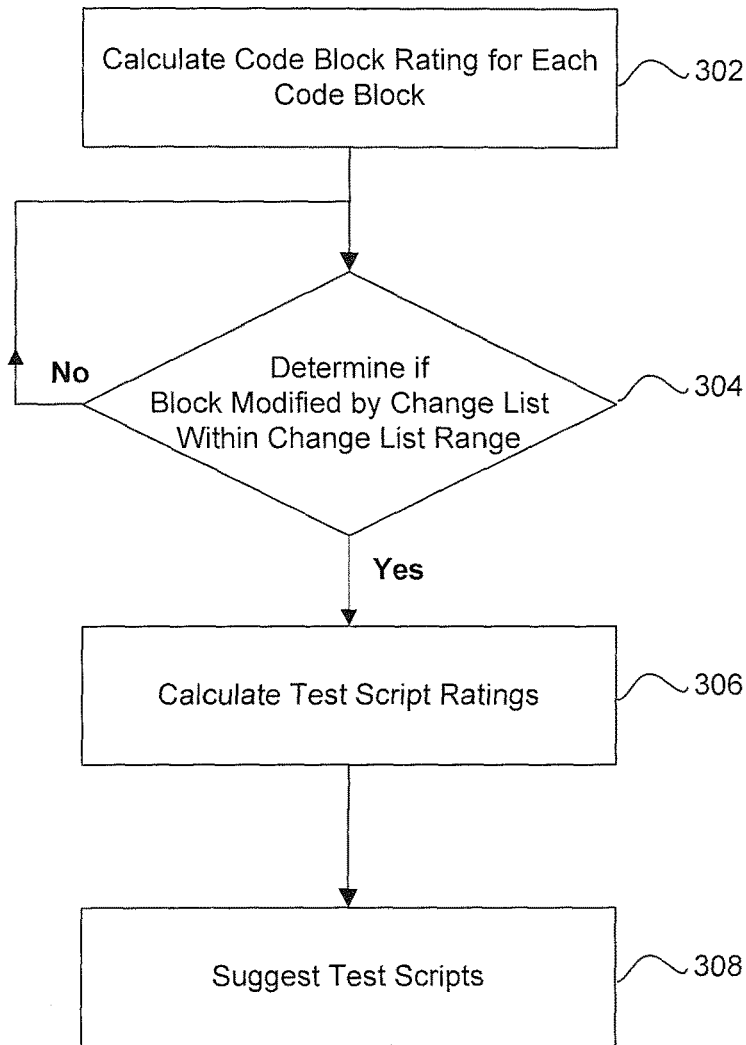 Calculate Code Block Rating for Each
Code Block
302
Determine if
Block Modified by Change List
Within Change List Range
304
No
Yes
Calculate Test Script Ratings
306
Suggest Test Scripts
308